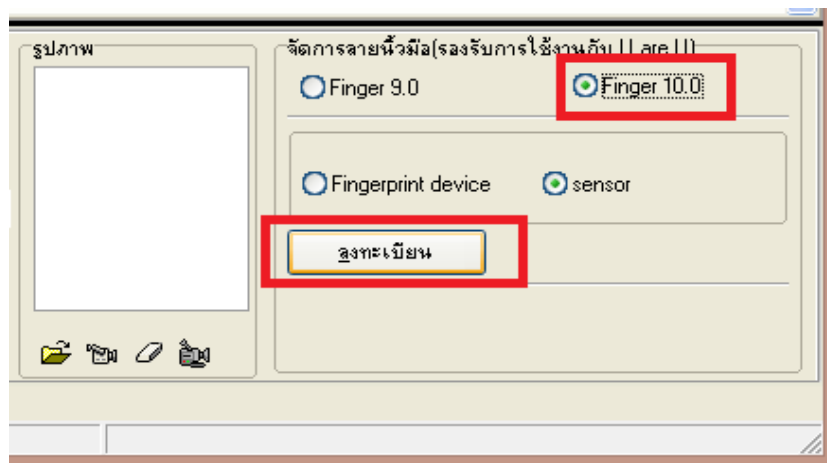 รูปภาพ
จัดการลายนิ้วมือ(รองรับการใช้งานกับ U are U)
Finger 9.0
Finger 10.0
Fingerprint device
sensor
ลงทะเบียน